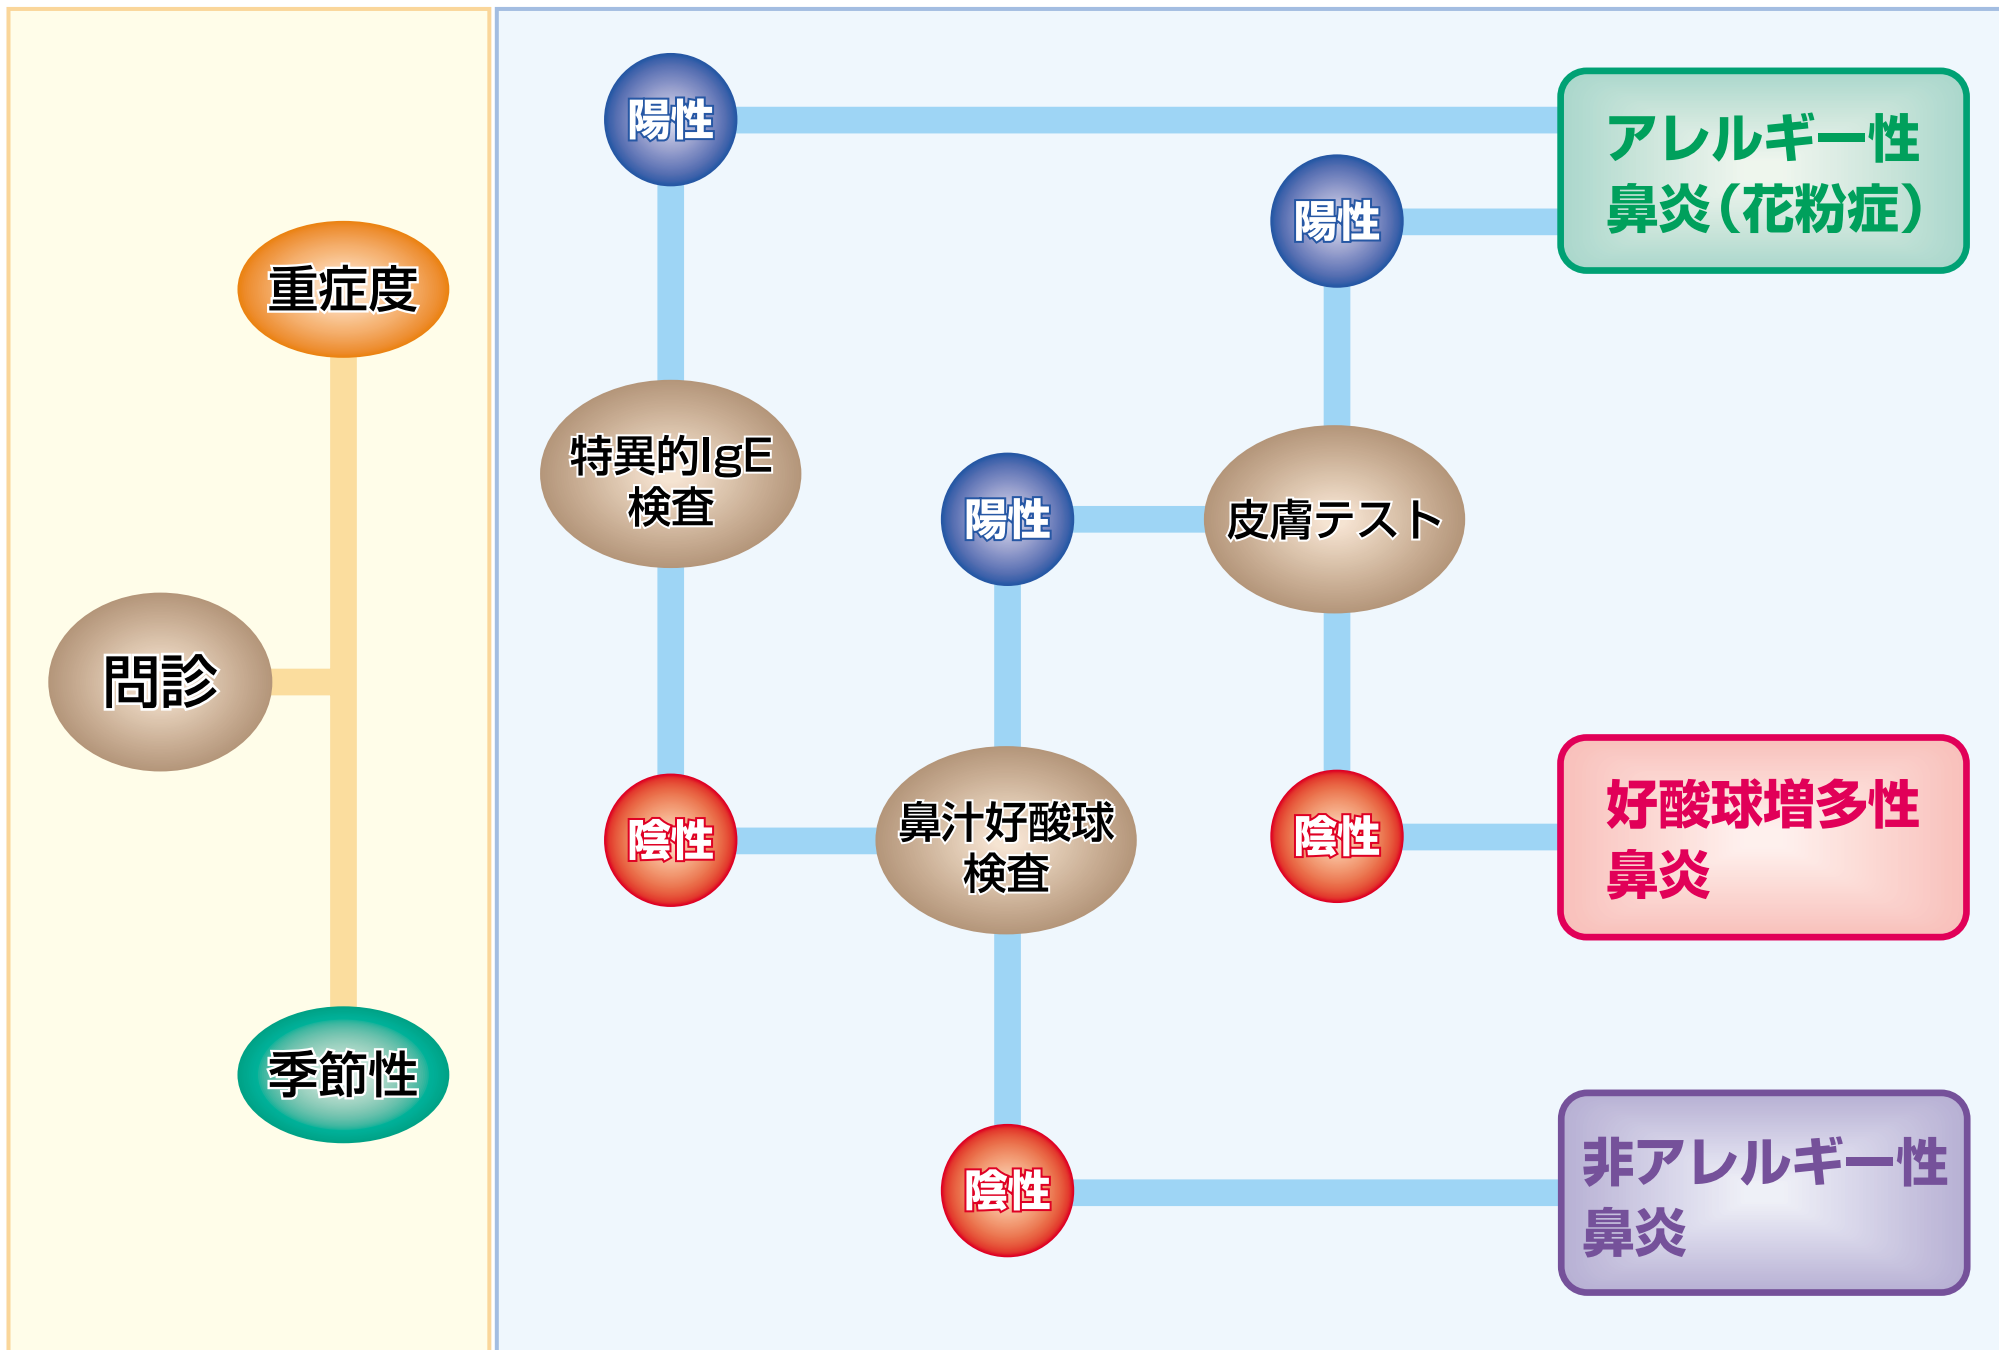 問診
重症度
季節性
特異的IgE
検査
陽性
陰性
鼻汁好酸球
検査
陽性
陰性
皮膚テスト
陽性
陰性
アレルギー性
鼻炎（花粉症）
好酸球増多性
鼻炎
非アレルギー性
鼻炎